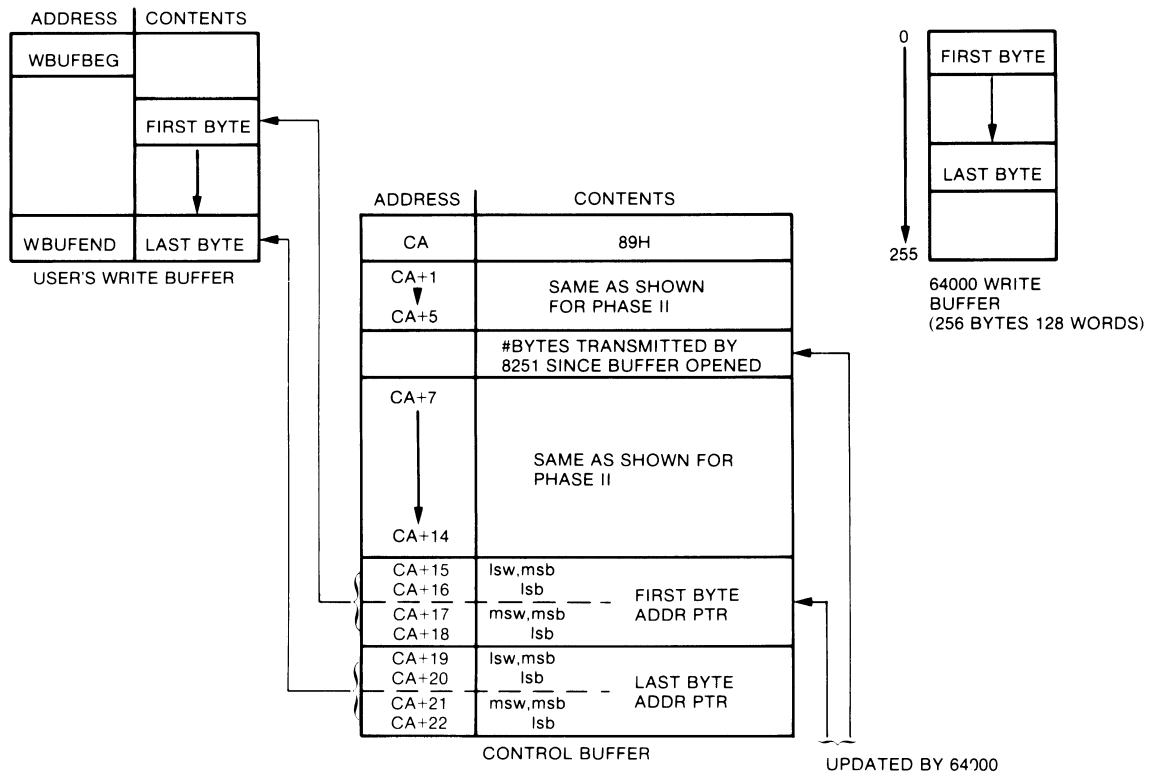 ADDRESS CONTENTS
WBUFBEG
FIRST BYTE
WBUFEND LAST BYTE
USER'S WRITE BUFFER
0
FIRST BYTE
LAST BYTE
255
64000 WRITE
BUFFER
(256 BYTES 128 WORDS)
ADDRESS CONTENTS
CA 89H
CA+1
CA+5
SAME AS SHOWN
FOR PHASE II
#BYTES TRANSMITTED BY
8251 SINCE BUFFER OPENED
CA+7
CA+14
SAME AS SHOWN FOR
PHASE II
CA+15 lsw,msb
CA+16 lsb
CA+17 msw,msb
CA+18 lsb
FIRST BYTE
ADDR PTR
CA+19 lsw,msb
CA+20 lsb
CA+21 msw,msb
CA+22 lsb
LAST BYTE
ADDR PTR
CONTROL BUFFER
UPDATED BY 64000